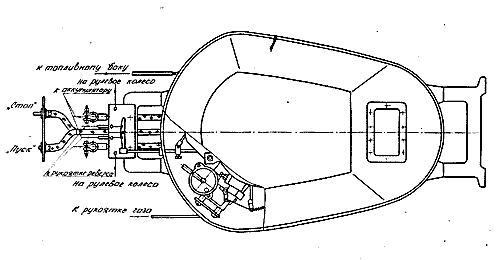 к топливному баку
на рулевое колесо
к аккумулятору
„Стоп"
„Пуск"
к рукоятке реверса
на рулевое колесо
к рукоятке газа